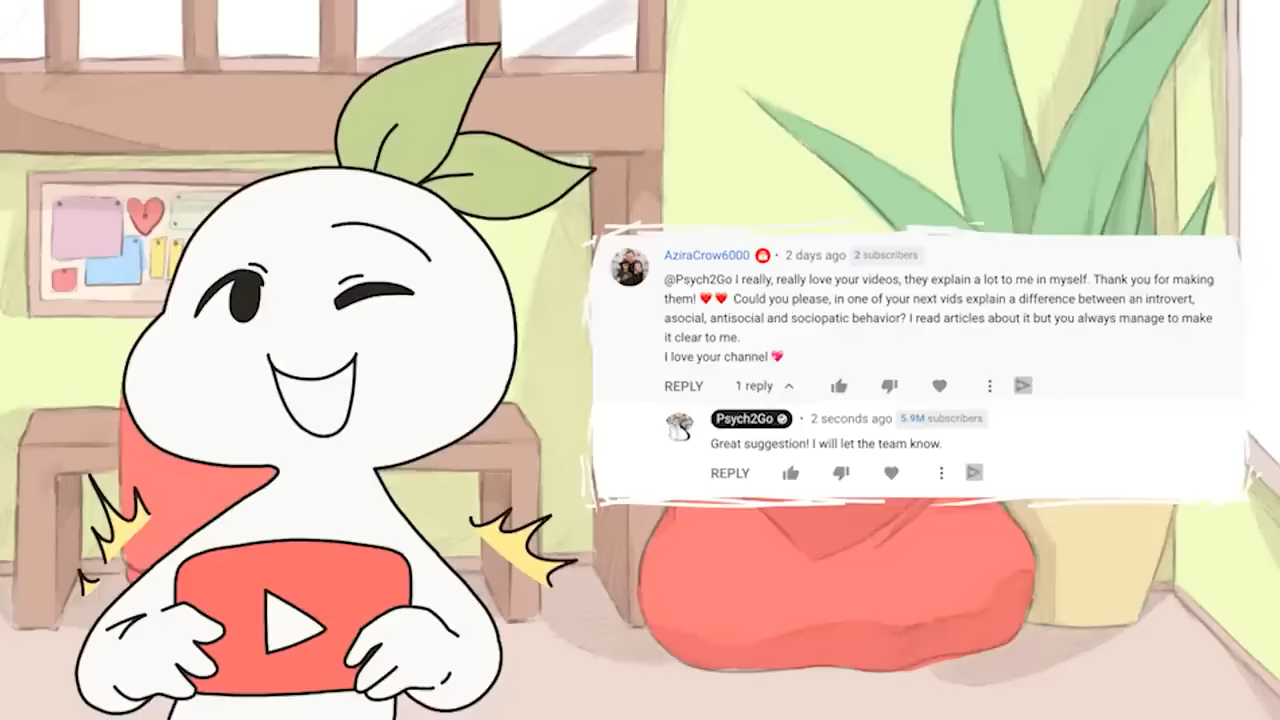 AziraCrow6000 · 2 days ago 2 subscribers
@Psych2Go I really, really love your videos, they explain a lot to me in myself. Thank you for making
them! ❤️❤️ Could you please, in one of your next vids explain a difference between an introvert,
asocial, antisocial and sociopatic behavior? I read articles about it but you always manage to make
it clear to me.
I love your channel 💖
REPLY 1 reply
Psych2Go · 2 seconds ago 5.9M subscribers
Great suggestion! I will let the team know.
REPLY